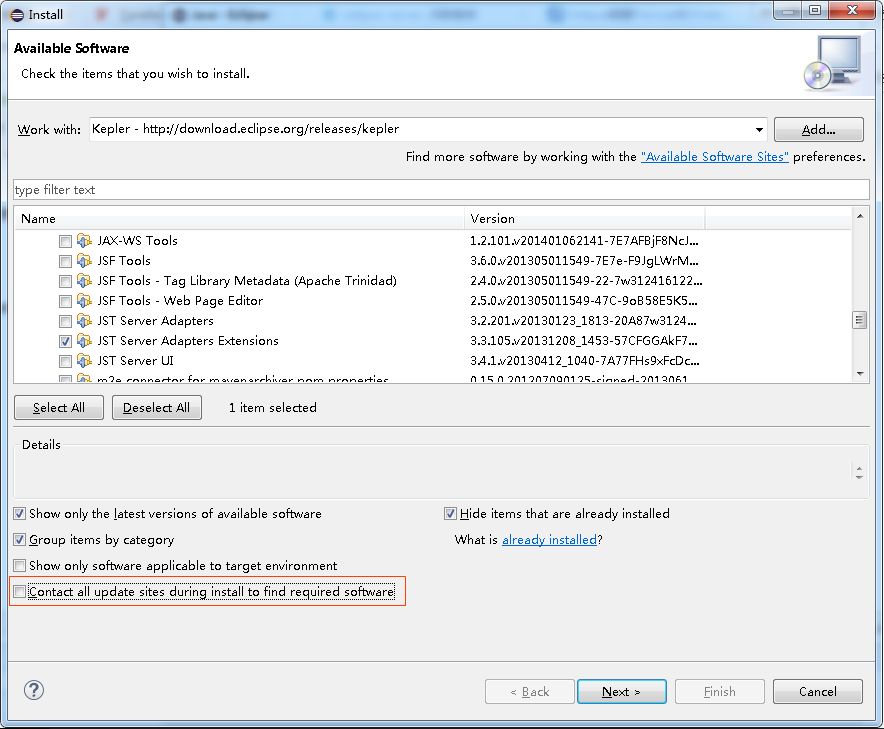 Install
Available Software
Check the items that you wish to install.
Work with: Kepler - http://download.eclipse.org/releases/kepler Add...
Find more software by working with the "Available Software Sites" preferences.
type filter text
Name Version
JAX-WS Tools 1.2.101.v201401062141-7E7AFBjF8NcJ...
JSF Tools 3.6.0.v201305011549-7E7e-F9JgLWrM...
JSF Tools - Tag Library Metadata (Apache Trinidad) 2.4.0.v201305011549-22-7w312416122...
JSF Tools - Web Page Editor 2.5.0.v201305011549-47C-9oB58E5K5...
JST Server Adapters 3.2.201.v20130123_1813-20A87w3124...
JST Server Adapters Extensions 3.3.105.v20131208_1453-57CFGGAkF7...
JST Server UI 3.4.1.v20130412_1040-7A77FHs9xFcDc...
m2e connector for mavenarchiver pom properties 0.15.0.201207090125-signed-2013061...
Select All Deselect All 1 item selected
Details
Show only the latest versions of available software Hide items that are already installed
Group items by category What is already installed?
Show only software applicable to target environment
Contact all update sites during install to find required software
? < Back Next > Finish Cancel